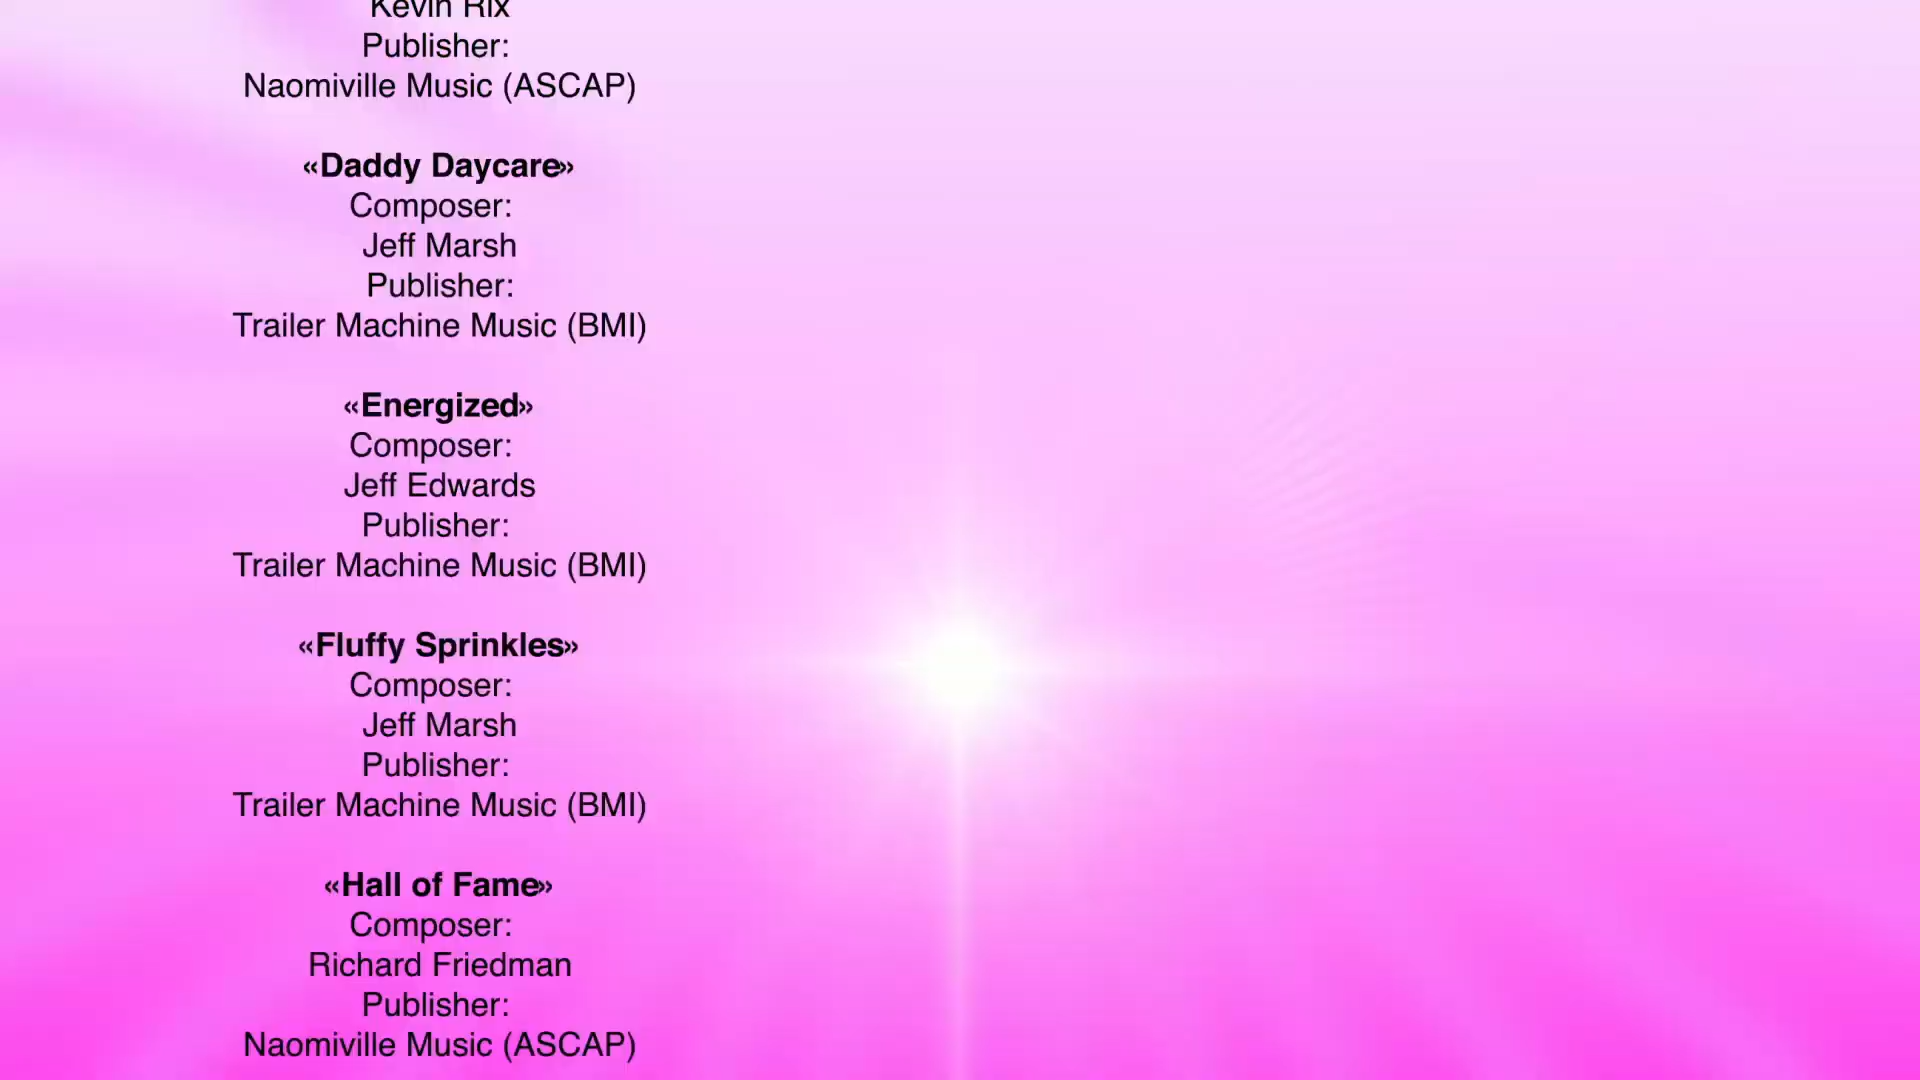 Kevin Rix
Publisher:
Naomiville Music (ASCAP)
«Daddy Daycare»
Composer:
Jeff Marsh
Publisher:
Trailer Machine Music (BMI)
«Energized»
Composer:
Jeff Edwards
Publisher:
Trailer Machine Music (BMI)
«Fluffy Sprinkles»
Composer:
Jeff Marsh
Publisher:
Trailer Machine Music (BMI)
«Hall of Fame»
Composer:
Richard Friedman
Publisher:
Naomiville Music (ASCAP)